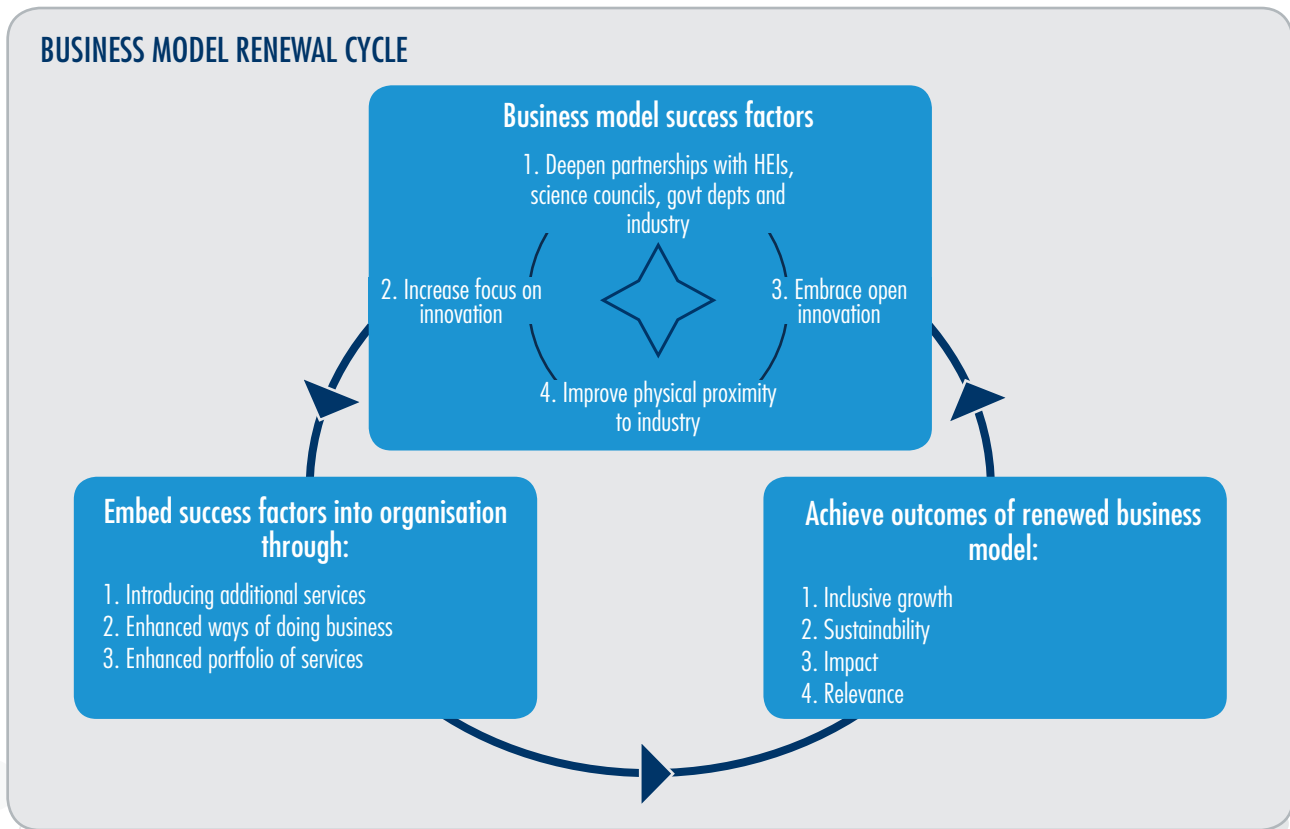 BUSINESS MODEL RENEWAL CYCLE
Business model success factors
1. Deepen partnerships with HEIs,
science councils, govt depts and
industry
2. Increase focus on
innovation
3. Embrace open
innovation
4. Improve physical proximity
to industry
Embed success factors into organisation
through:
1. Introducing additional services
2. Enhanced ways of doing business
3. Enhanced portfolio of services
Achieve outcomes of renewed business
model:
1. Inclusive growth
2. Sustainability
3. Impact
4. Relevance